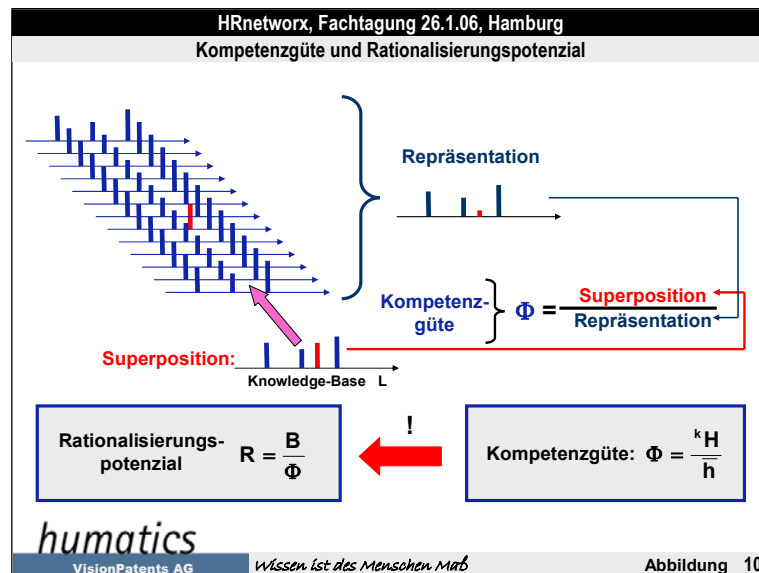 HRnetworx, Fachtagung 26.1.06, Hamburg
Kompetenzgüte und Rationalisierungspotenzial
Repräsentation
Kompetenz-
güte
Φ = Superposition
Repräsentation
Superposition:
Knowledge-Base L
Rationalisierungs-
potenzial
R = B
Φ
!
Kompetenzgüte: Φ = ᵏH
h̅
humatics
VisionPatents AG
Wissen ist des Menschen Maß
Abbildung 10